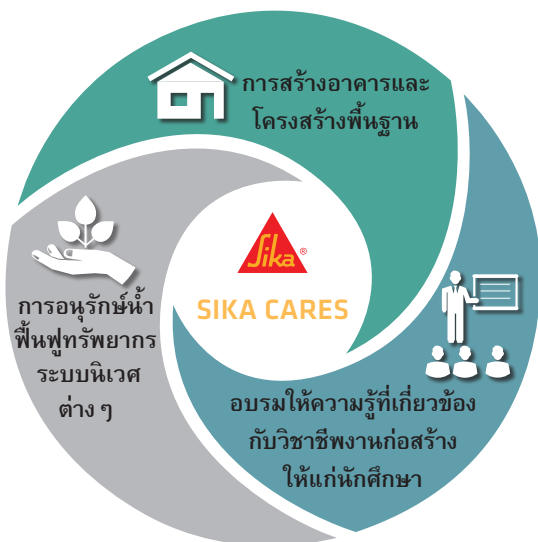 การสร้างอาคารและ
โครงสร้างพื้นฐาน
การอนุรักษ์น้ำ
ฟื้นฟูทรัพยากร
ระบบนิเวศ
ต่าง ๆ
Sika®
SIKA CARES
อบรมให้ความรู้ที่เกี่ยวข้อง
กับวิชาชีพงานก่อสร้าง
ให้แก่นักศึกษา